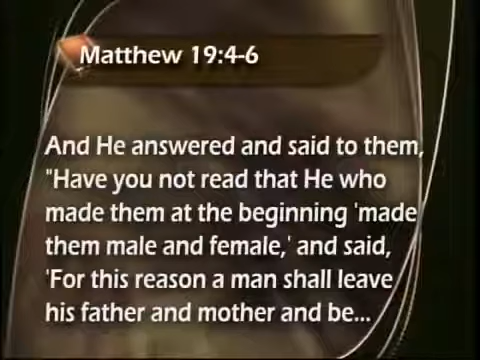 Matthew 19:4-6
And He answered and said to them,
"Have you not read that He who
made them at the beginning 'made
them male and female,' and said,
'For this reason a man shall leave
his father and mother and be...